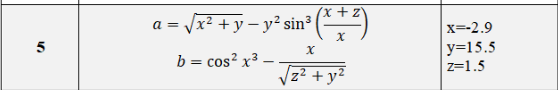 5
a = √(x² + y) − y² sin³((x + z)/x)
b = cos² x³ − x/√(z² + y²)
x=-2.9
y=15.5
z=1.5